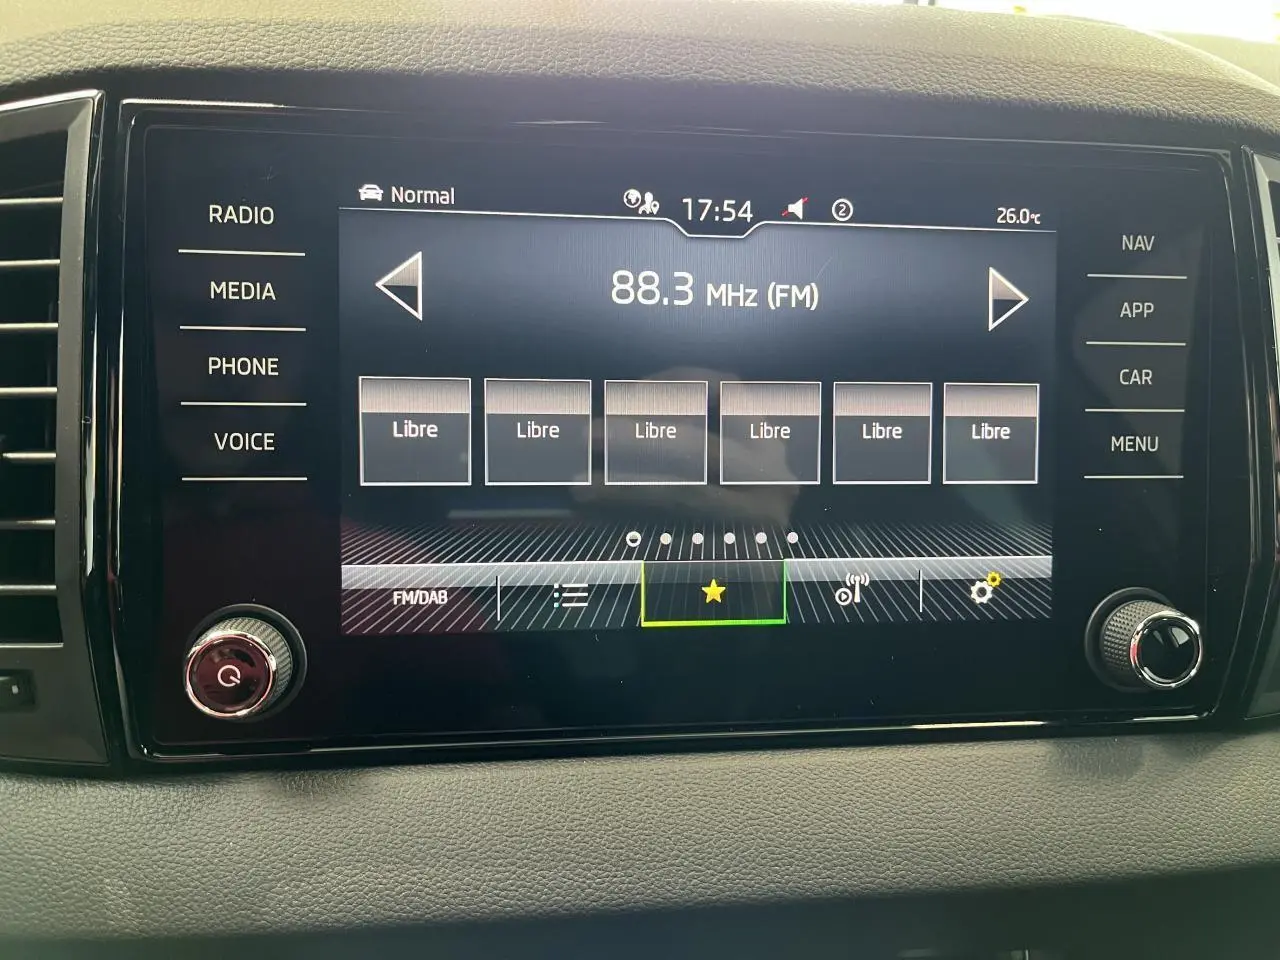 RADIO
MEDIA
PHONE
VOICE
Normal
17:54
2
26.0°C
88.3 MHz (FM)
Libre
Libre
Libre
Libre
Libre
Libre
FM/DAB
NAV
APP
CAR
MENU